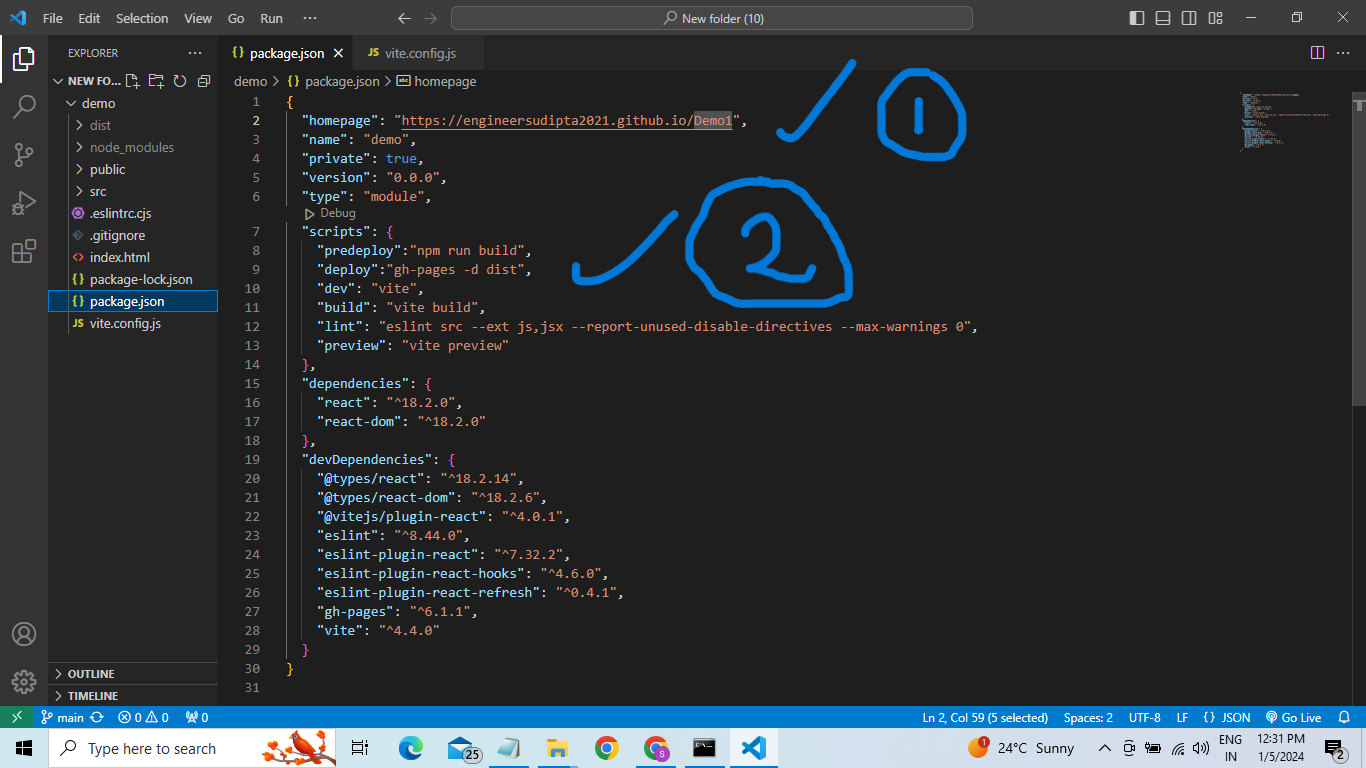 File Edit Selection View Go Run ··· New folder (10)
EXPLORER ···
package.json
JS vite.config.js
NEW FO...
demo > {} package.json > homepage
demo
dist
node_modules
public
src
.eslintrc.cjs
.gitignore
index.html
package-lock.json
package.json
JS vite.config.js
OUTLINE
TIMELINE
1 {
2 "homepage": "https://engineersudipta2021.github.io/Demo1",
3 "name": "demo",
4 "private": true,
5 "version": "0.0.0",
6 "type": "module",
Debug
7 "scripts": {
8 "predeploy":"npm run build",
9 "deploy":"gh-pages -d dist",
10 "dev": "vite",
11 "build": "vite build",
12 "lint": "eslint src --ext js,jsx --report-unused-disable-directives --max-warnings 0",
13 "preview": "vite preview"
14 },
15 "dependencies": {
16 "react": "^18.2.0",
17 "react-dom": "^18.2.0"
18 },
19 "devDependencies": {
20 "@types/react": "^18.2.14",
21 "@types/react-dom": "^18.2.6",
22 "@vitejs/plugin-react": "^4.0.1",
23 "eslint": "^8.44.0",
24 "eslint-plugin-react": "^7.32.2",
25 "eslint-plugin-react-hooks": "^4.6.0",
26 "eslint-plugin-react-refresh": "^0.4.1",
27 "gh-pages": "^6.1.1",
28 "vite": "^4.4.0"
29 }
30 }
31
1
2
main 0 0 0 Ln 2, Col 59 (5 selected) Spaces: 2 UTF-8 LF {} JSON Go Live
Type here to search 25 S 1 24°C Sunny ENG 12:31 PM
IN 1/5/2024 2